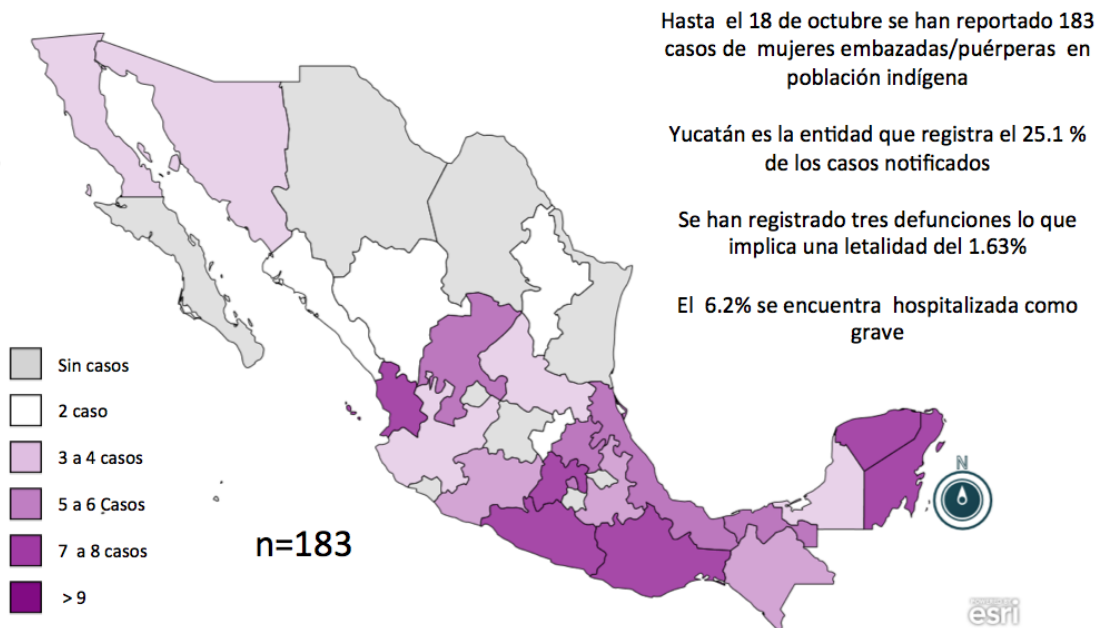 Hasta el 18 de octubre se han reportado 183
casos de mujeres embazadas/puérperas en
población indígena
Yucatán es la entidad que registra el 25.1 %
de los casos notificados
Se han registrado tres defunciones lo que
implica una letalidad del 1.63%
El 6.2% se encuentra hospitalizada como
grave
Sin casos
2 caso
3 a 4 casos
5 a 6 Casos
7 a 8 casos
> 9
n=183
N
esri